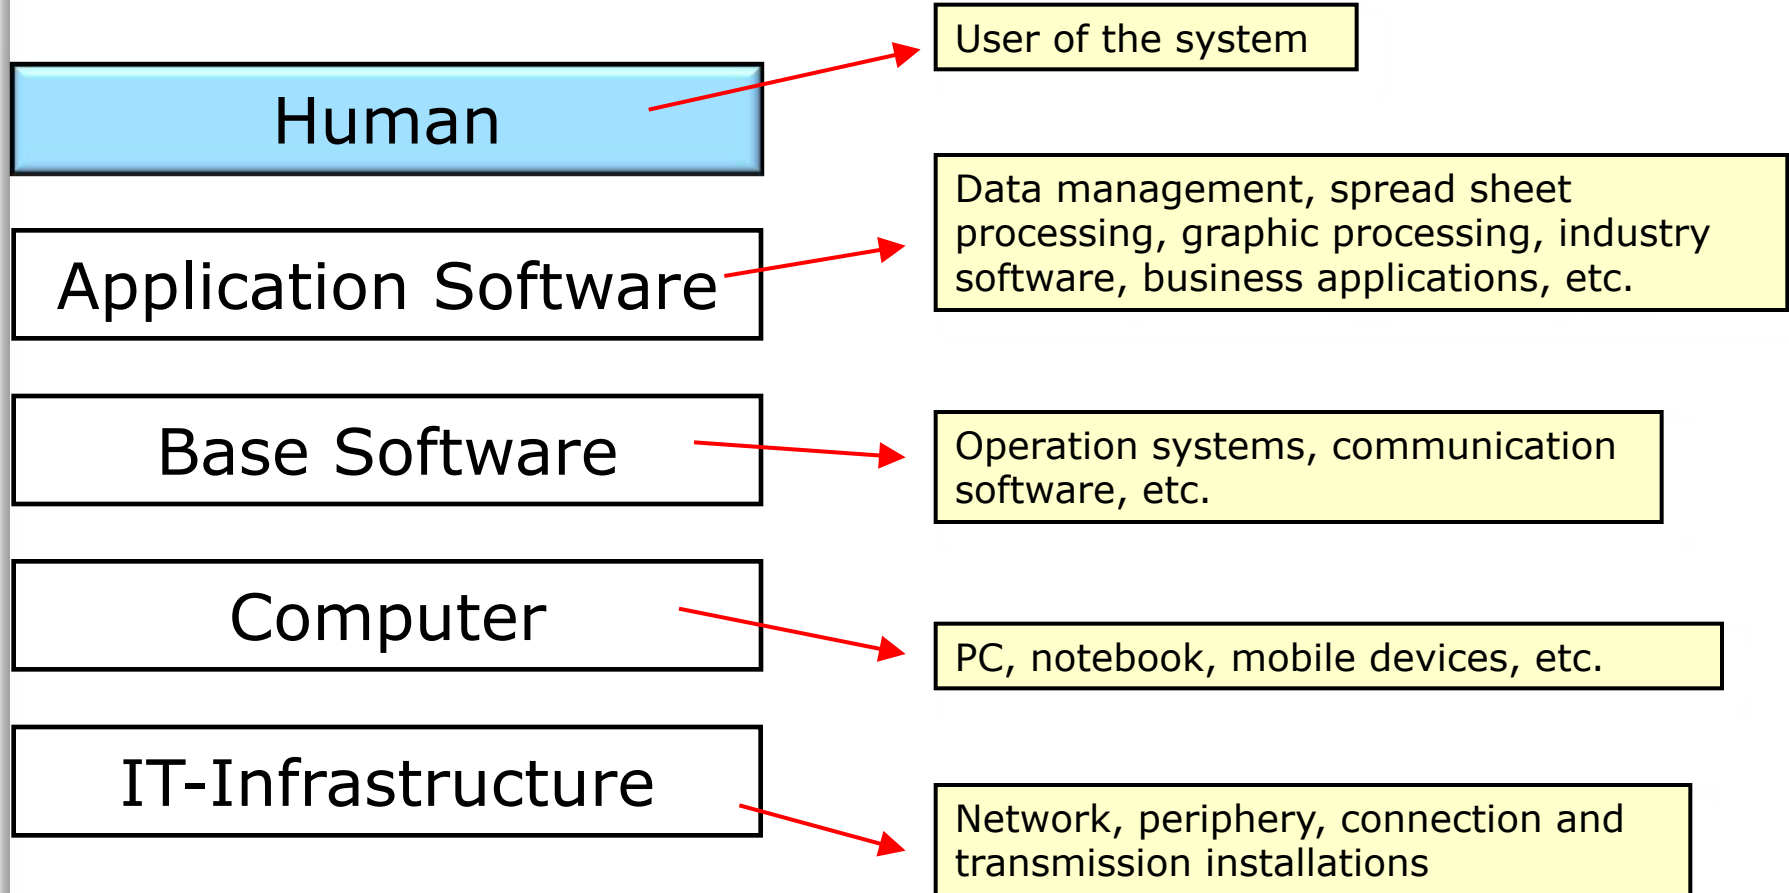 Human
User of the system
Application Software
Data management, spread sheet
processing, graphic processing, industry
software, business applications, etc.
Base Software
Operation systems, communication
software, etc.
Computer
PC, notebook, mobile devices, etc.
IT-Infrastructure
Network, periphery, connection and
transmission installations